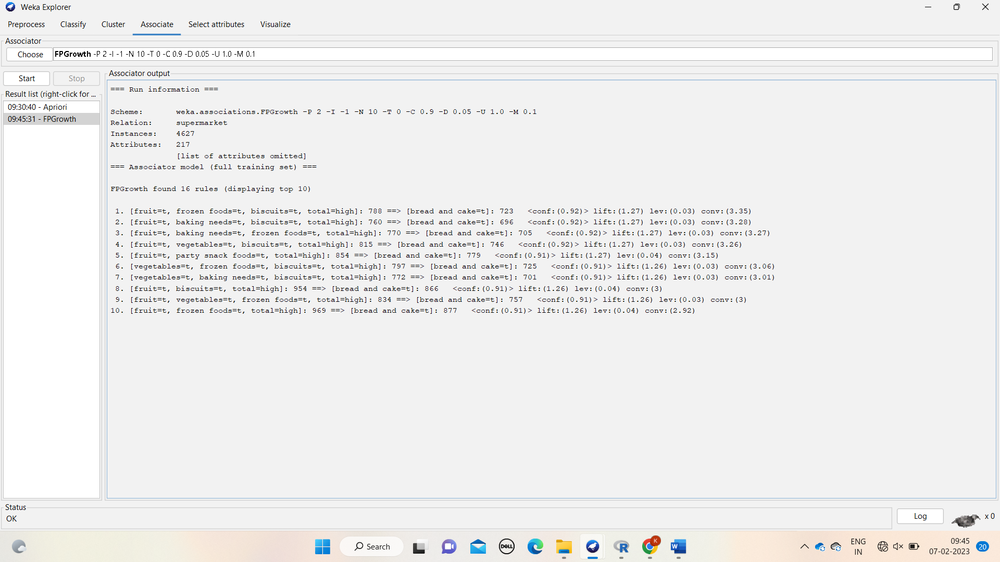 Weka Explorer
Preprocess Classify Cluster Associate Select attributes Visualize
Associator
Choose FPGrowth -P 2 -I -1 -N 10 -T 0 -C 0.9 -D 0.05 -U 1.0 -M 0.1
Start Stop
Result list (right-click for ...
09:30:40 - Apriori
09:45:31 - FPGrowth
Associator output
=== Run information ===
Scheme: weka.associations.FPGrowth -P 2 -I -1 -N 10 -T 0 -C 0.9 -D 0.05 -U 1.0 -M 0.1
Relation: supermarket
Instances: 4627
Attributes: 217
[list of attributes omitted]
=== Associator model (full training set) ===
FPGrowth found 16 rules (displaying top 10)
1. [fruit=t, frozen foods=t, biscuits=t, total=high]: 788 ==> [bread and cake=t]: 723 <conf:(0.92)> lift:(1.27) lev:(0.03) conv:(3.35)
2. [fruit=t, baking needs=t, biscuits=t, total=high]: 760 ==> [bread and cake=t]: 696 <conf:(0.92)> lift:(1.27) lev:(0.03) conv:(3.28)
3. [fruit=t, baking needs=t, frozen foods=t, total=high]: 770 ==> [bread and cake=t]: 705 <conf:(0.92)> lift:(1.27) lev:(0.03) conv:(3.27)
4. [fruit=t, vegetables=t, biscuits=t, total=high]: 815 ==> [bread and cake=t]: 746 <conf:(0.92)> lift:(1.27) lev:(0.03) conv:(3.26)
5. [fruit=t, party snack foods=t, total=high]: 854 ==> [bread and cake=t]: 779 <conf:(0.91)> lift:(1.27) lev:(0.04) conv:(3.15)
6. [vegetables=t, frozen foods=t, biscuits=t, total=high]: 797 ==> [bread and cake=t]: 725 <conf:(0.91)> lift:(1.26) lev:(0.03) conv:(3.06)
7. [vegetables=t, baking needs=t, biscuits=t, total=high]: 772 ==> [bread and cake=t]: 701 <conf:(0.91)> lift:(1.26) lev:(0.03) conv:(3.01)
8. [fruit=t, biscuits=t, total=high]: 954 ==> [bread and cake=t]: 866 <conf:(0.91)> lift:(1.26) lev:(0.04) conv:(3)
9. [fruit=t, vegetables=t, frozen foods=t, total=high]: 834 ==> [bread and cake=t]: 757 <conf:(0.91)> lift:(1.26) lev:(0.03) conv:(3)
10. [fruit=t, frozen foods=t, total=high]: 969 ==> [bread and cake=t]: 877 <conf:(0.91)> lift:(1.26) lev:(0.04) conv:(2.92)
Status
OK
Log
x 0
Search
DELL
R
K
W
ENG
IN
09:45
07-02-2023
20